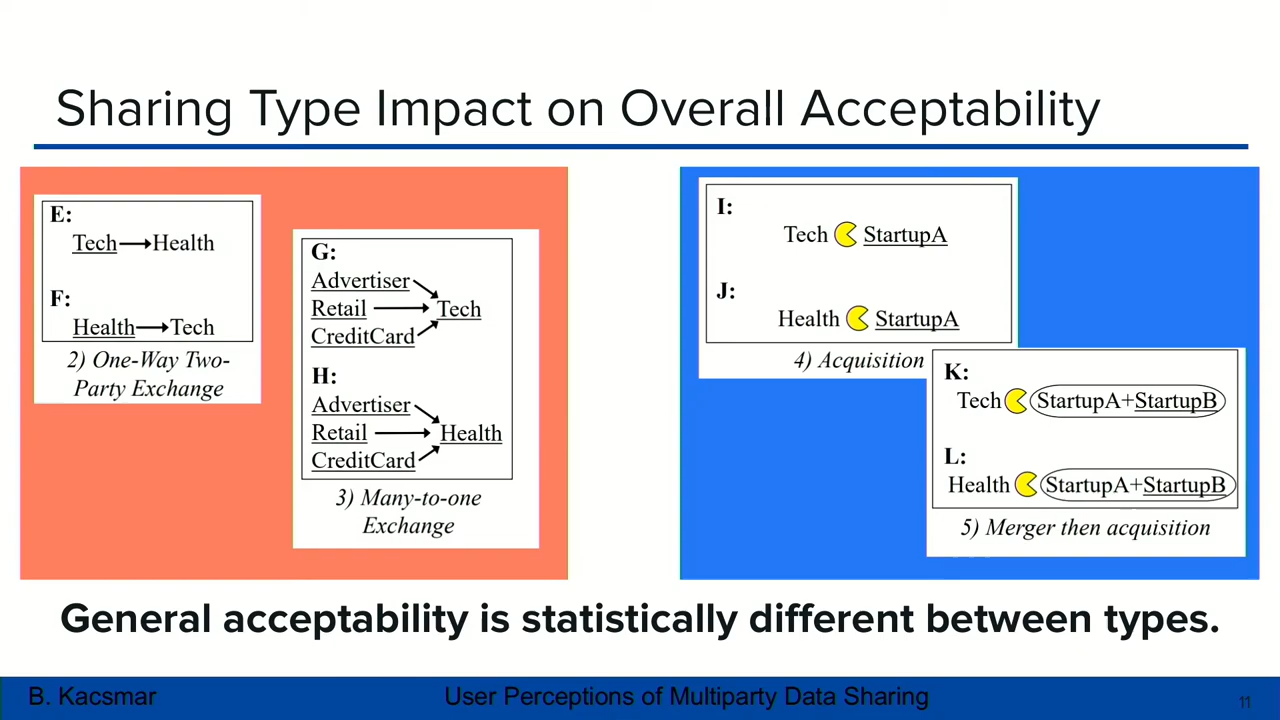 Sharing Type Impact on Overall Acceptability
E:
Tech→Health
F:
Health→Tech
2) One-Way Two-
Party Exchange
G:
Advertiser
Retail → Tech
CreditCard
H:
Advertiser
Retail → Health
CreditCard
3) Many-to-one
Exchange
I:
Tech StartupA
J:
Health StartupA
4) Acquisition
K:
Tech StartupA+StartupB
L:
Health StartupA+StartupB
5) Merger then acquisition
General acceptability is statistically different between types.
B. Kacsmar User Perceptions of Multiparty Data Sharing 11